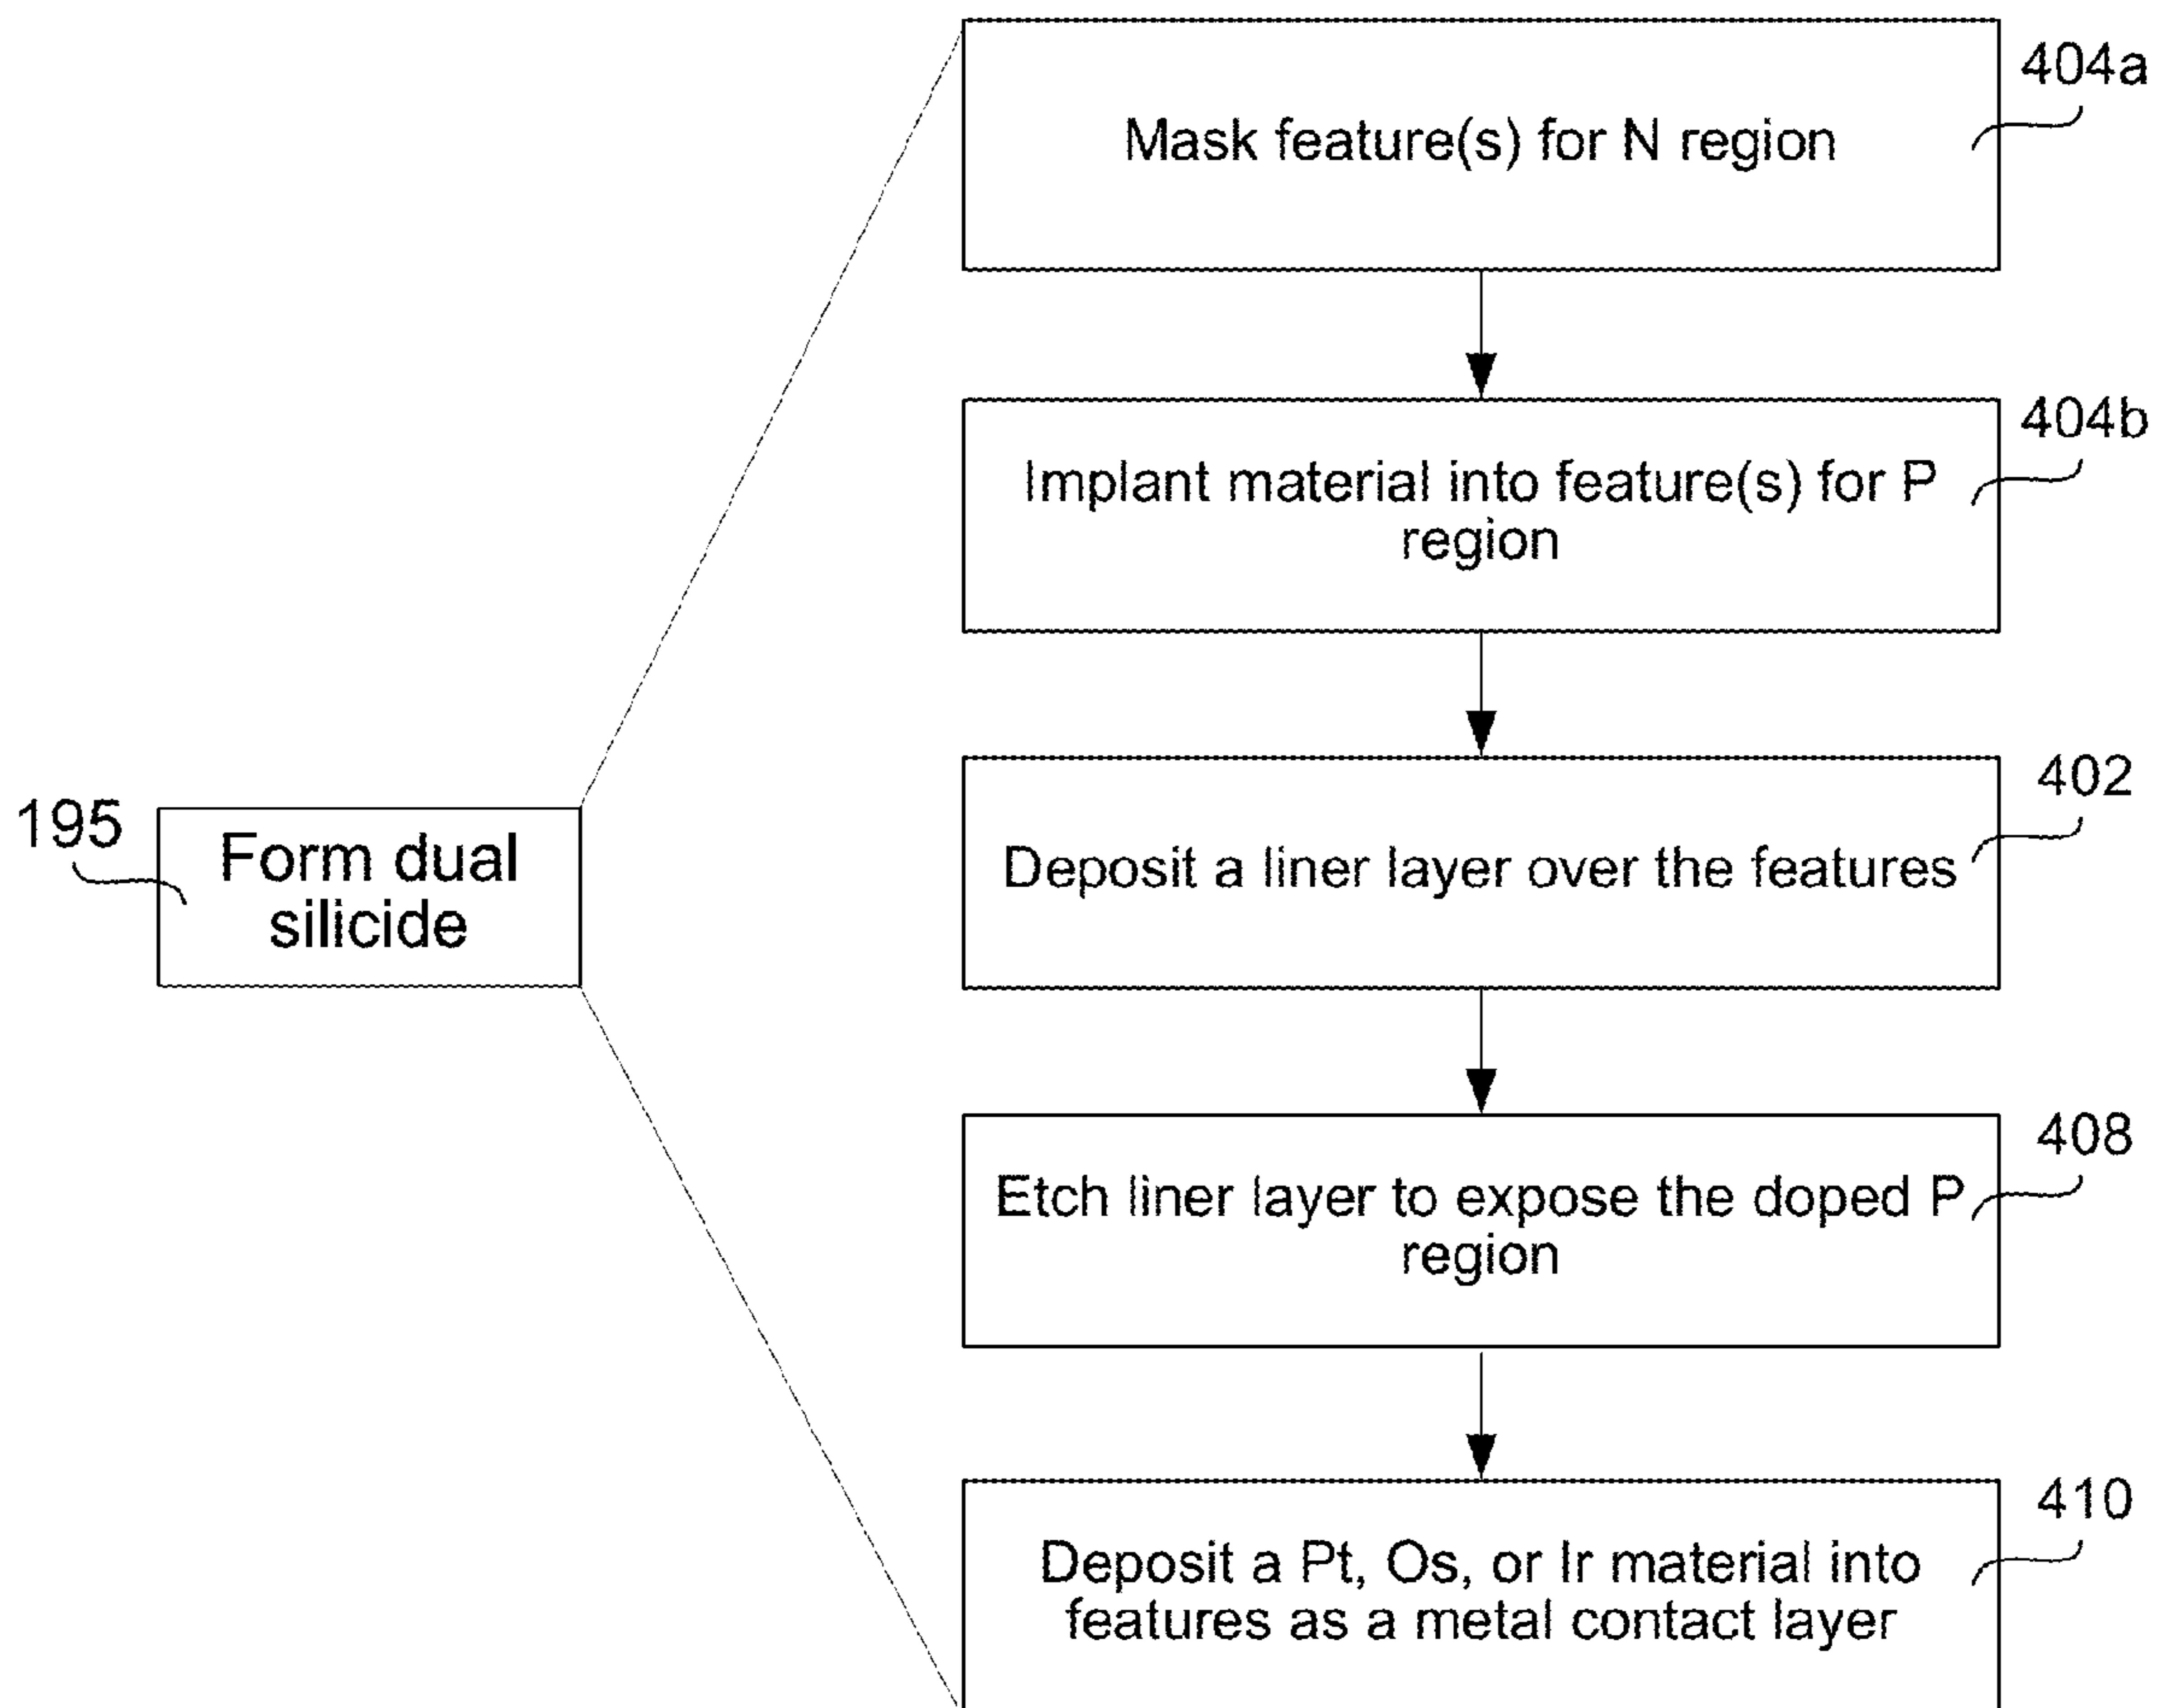 404a
Mask feature(s) for N region
404b
Implant material into feature(s) for P
region
402
Deposit a liner layer over the features
195
Form dual
silicide
408
Etch liner layer to expose the doped P
region
410
Deposit a Pt, Os, or Ir material into
features as a metal contact layer